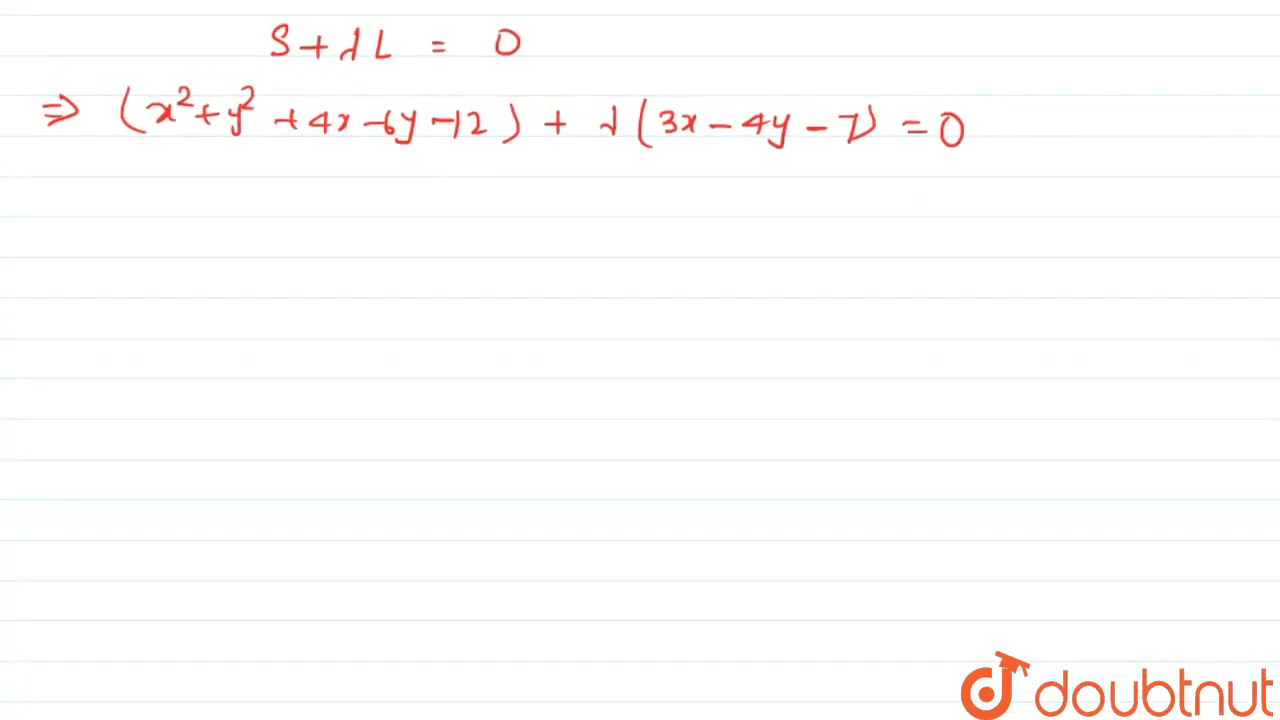 S + λL = 0
⇒ (x² + y² + 4x - 6y - 12) + λ(3x - 4y - 7) = 0
doubtnut